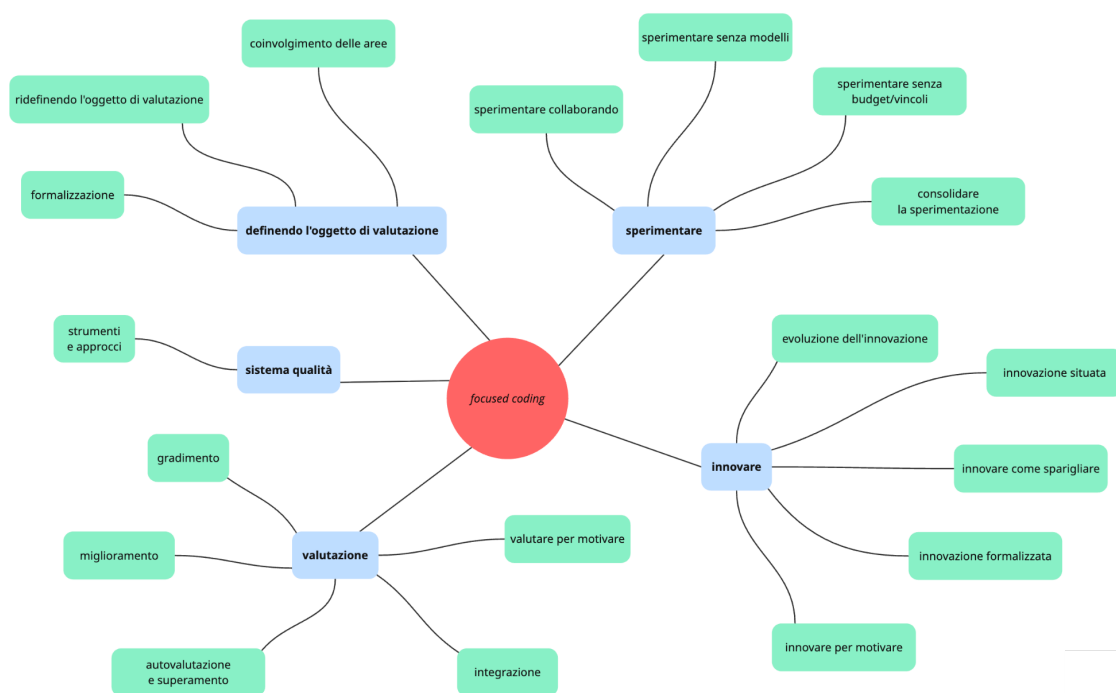 coinvolgimento delle aree
ridefinendo l'oggetto di valutazione
formalizzazione
definendo l'oggetto di valutazione
sperimentare senza modelli
sperimentare collaborando
sperimentare senza
budget/vincoli
consolidare
la sperimentazione
sperimentare
strumenti
e approcci
sistema qualità
focused coding
evoluzione dell'innovazione
innovazione situata
innovare
innovare come sparigliare
innovazione formalizzata
innovare per motivare
gradimento
miglioramento
valutazione
valutare per motivare
autovalutazione
e superamento
integrazione